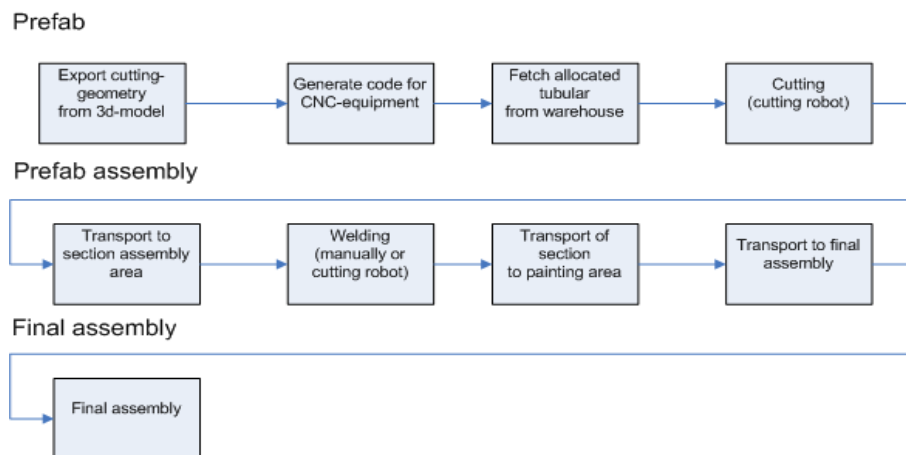 Prefab
Export cutting-
geometry
from 3d-model
Generate code for
CNC-equipment
Fetch allocated
tubular
from warehouse
Cutting
(cutting robot)
Prefab assembly
Transport to
section assembly
area
Welding
(manually or
cutting robot)
Transport of
section
to painting area
Transport to final
assembly
Final assembly
Final assembly